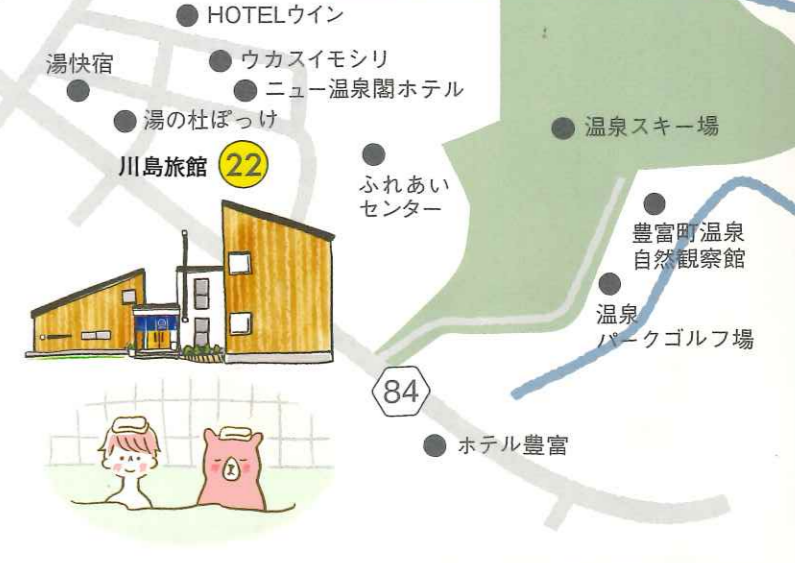 HOTELウイン
ウカスイモシリ
湯快宿
ニュー温泉閣ホテル
湯の杜ぽっけ
川島旅館 22
ふれあい
センター
温泉スキー場
豊富町温泉
自然観察館
温泉
パークゴルフ場
84
ホテル豊富